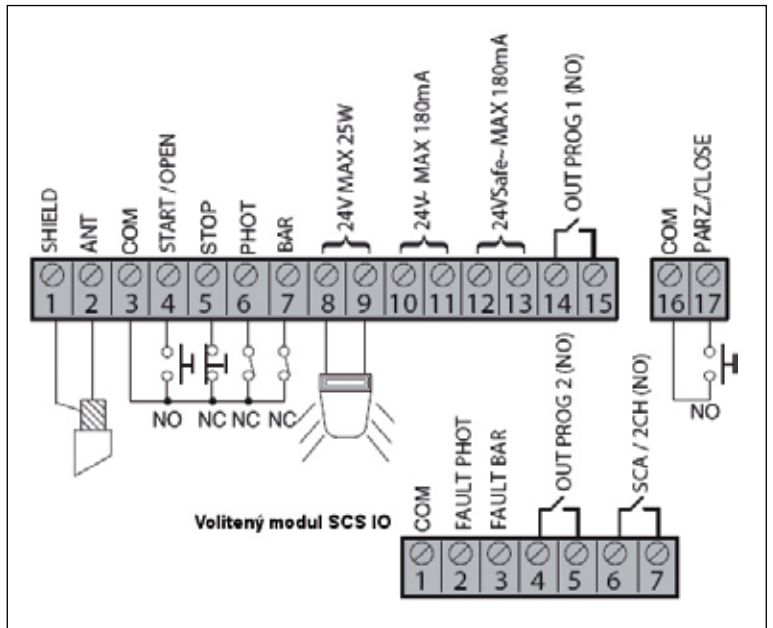 SHIELD
ANT
COM
START / OPEN
STOP
PHOT
BAR
24V MAX 25W
24V~ MAX 180mA
24VSafe~ MAX 180mA
OUT PROG 1 (NO)
COM
PARZ./CLOSE
1 2 3 4 5 6 7 8 9 10 11 12 13 14 15
16 17
NO NC NC NC
NO
Volitený modul SCS IO
COM
FAULT PHOT
FAULT BAR
OUT PROG 2 (NO)
SCA / 2CH (NO)
1 2 3 4 5 6 7